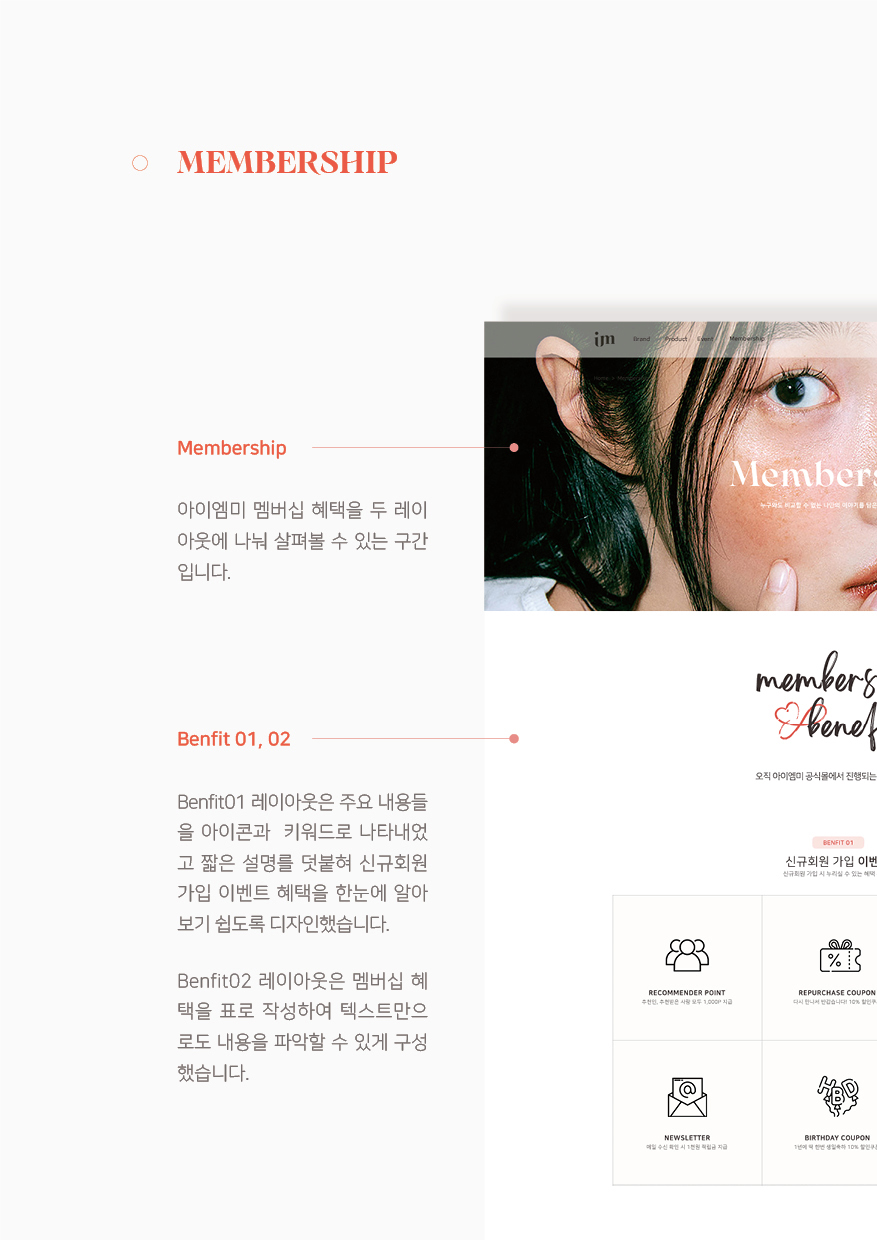 MEMBERSHIP
im
Brand Product Event Membership
Membership
아이엠미 멤버십 혜택을 두 레이
아웃에 나눠 살펴볼 수 있는 구간
입니다.
Members
누구와도 비교할 수 없는 나만의 이야기를 담은
members
benef
오직 아이엠미 공식몰에서 진행되는
Benfit 01, 02
Benfit01 레이아웃은 주요 내용들
을 아이콘과 키워드로 나타내었
고 짧은 설명를 덧붙혀 신규회원
가입 이벤트 혜택을 한눈에 알아
보기 쉽도록 디자인했습니다.
Benfit02 레이아웃은 멤버십 혜
택을 표로 작성하여 텍스트만으
로도 내용을 파악할 수 있게 구성
했습니다.
BENFIT 01
신규회원 가입 이벤
신규회원 가입 시 누리실 수 있는 혜택
RECOMMENDER POINT
추천인, 추천받은 사람 모두 1,000P 지급
REPURCHASE COUPON
다시 만나서 반갑습니다! 10% 할인쿠
NEWSLETTER
메일 수신 확인 시 1천원 적립금 지급
HBD
BIRTHDAY COUPON
1년에 딱 한번 생일축하 10% 할인쿠